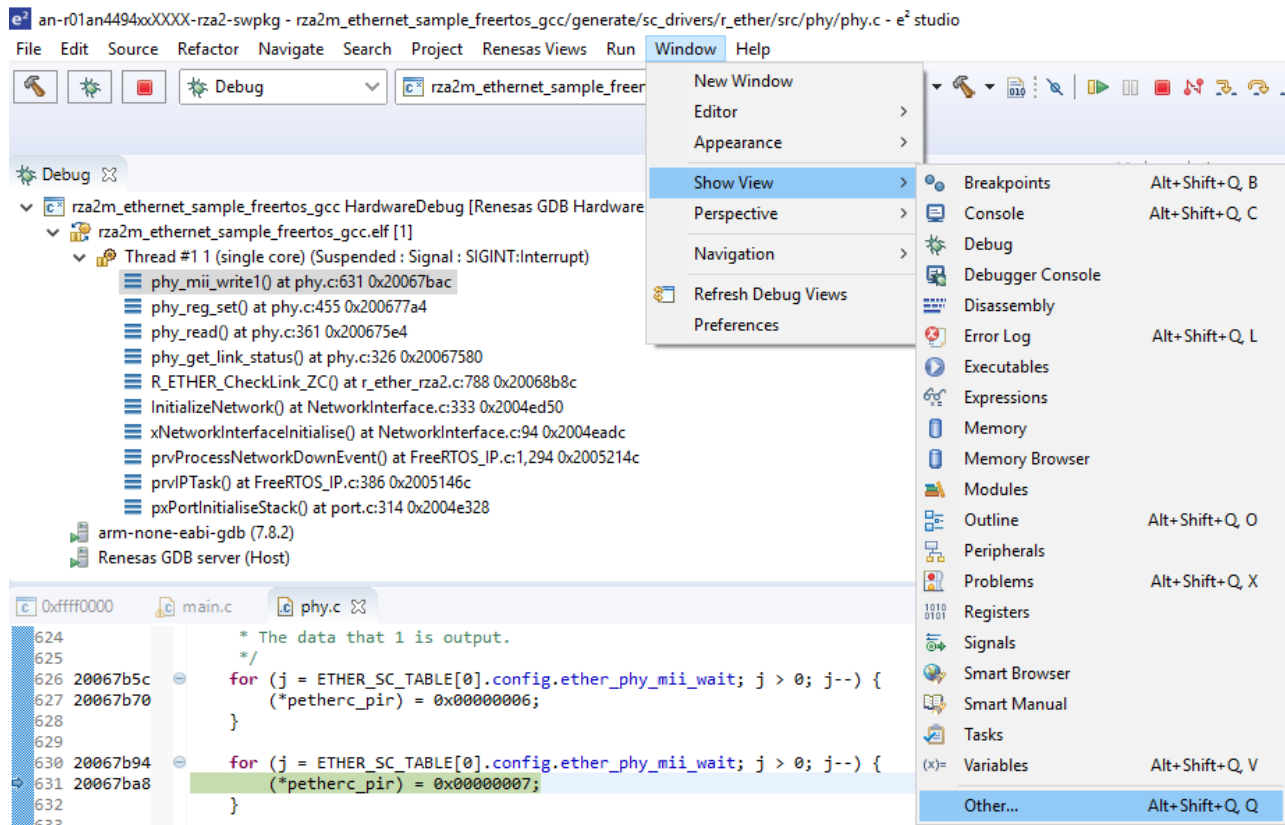 e² an-r01an4494xxXXXX-rza2-swpkg - rza2m_ethernet_sample_freertos_gcc/generate/sc_drivers/r_ether/src/phy/phy.c - e² studio
File Edit Source Refactor Navigate Search Project Renesas Views Run Window Help
Debug
rza2m_ethernet_sample_freer
010
New Window
Editor
Appearance
Show View
Perspective
Navigation
Refresh Debug Views
Preferences
Breakpoints Alt+Shift+Q, B
Console Alt+Shift+Q, C
Debug
Debugger Console
Disassembly
Error Log Alt+Shift+Q, L
Executables
Expressions
Memory
Memory Browser
Modules
Outline Alt+Shift+Q, O
Peripherals
Problems Alt+Shift+Q, X
1010
0101 Registers
Signals
Smart Browser
Smart Manual
Tasks
(x)= Variables Alt+Shift+Q, V
Other... Alt+Shift+Q, Q
Debug
rza2m_ethernet_sample_freertos_gcc HardwareDebug [Renesas GDB Hardware
rza2m_ethernet_sample_freertos_gcc.elf [1]
Thread #1 1 (single core) (Suspended : Signal : SIGINT:Interrupt)
phy_mii_write1() at phy.c:631 0x20067bac
phy_reg_set() at phy.c:455 0x200677a4
phy_read() at phy.c:361 0x200675e4
phy_get_link_status() at phy.c:326 0x20067580
R_ETHER_CheckLink_ZC() at r_ether_rza2.c:788 0x20068b8c
InitializeNetwork() at NetworkInterface.c:333 0x2004ed50
xNetworkInterfaceInitialise() at NetworkInterface.c:94 0x2004eadc
prvProcessNetworkDownEvent() at FreeRTOS_IP.c:1,294 0x2005214c
prvIPTask() at FreeRTOS_IP.c:386 0x2005146c
pxPortInitialiseStack() at port.c:314 0x2004e328
arm-none-eabi-gdb (7.8.2)
Renesas GDB server (Host)
0xffff0000 main.c phy.c
624 * The data that 1 is output.
625 */
626 20067b5c for (j = ETHER_SC_TABLE[0].config.ether_phy_mii_wait; j > 0; j--) {
627 20067b70 (*petherc_pir) = 0x00000006;
628 }
629
630 20067b94 for (j = ETHER_SC_TABLE[0].config.ether_phy_mii_wait; j > 0; j--) {
631 20067ba8 (*petherc_pir) = 0x00000007;
632 }